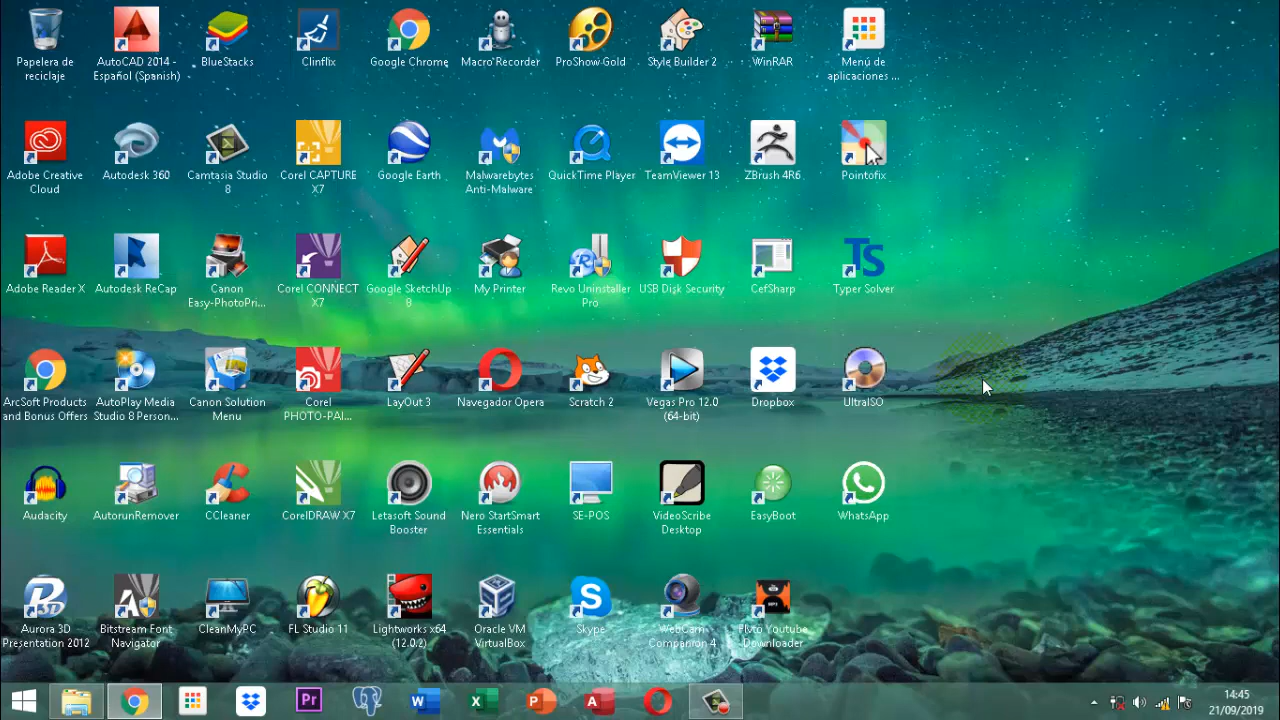 Papelera de
reciclaje
AutoCAD 2014 -
Español (Spanish)
BlueStacks
Clinflix
Google Chrome
Macro Recorder
ProShow Gold
Style Builder 2
WinRAR
Menú de
aplicaciones ...
Adobe Creative
Cloud
Autodesk 360
Camtasia Studio
8
Corel CAPTURE
X7
Google Earth
Malwarebytes
Anti-Malware
QuickTime Player
TeamViewer 13
ZBrush 4R6
Pointofix
Adobe Reader X
Autodesk ReCap
Canon
Easy-PhotoPri...
Corel CONNECT
X7
Google SketchUp
8
My Printer
Revo Uninstaller
Pro
USB Disk Security
CefSharp
TS
Typer Solver
ArcSoft Products
and Bonus Offers
AutoPlay Media
Studio 8 Person...
Canon Solution
Menu
Corel
PHOTO-PAI...
LayOut 3
Navegador Opera
Scratch 2
Vegas Pro 12.0
(64-bit)
Dropbox
UltraISO
Audacity
AutorunRemover
CCleaner
CorelDRAW X7
Letasoft Sound
Booster
Nero StartSmart
Essentials
SE-POS
VideoScribe
Desktop
EasyBoot
WhatsApp
Aurora 3D
Presentation 2012
Bitstream Font
Navigator
CleanMyPC
FL Studio 11
Lightworks x64
(12.0.2)
Oracle VM
VirtualBox
Skype
WebCam
Companion 4
Flvto Youtube
Downloader
Pr
W
X
P
A
14:45
21/09/2019